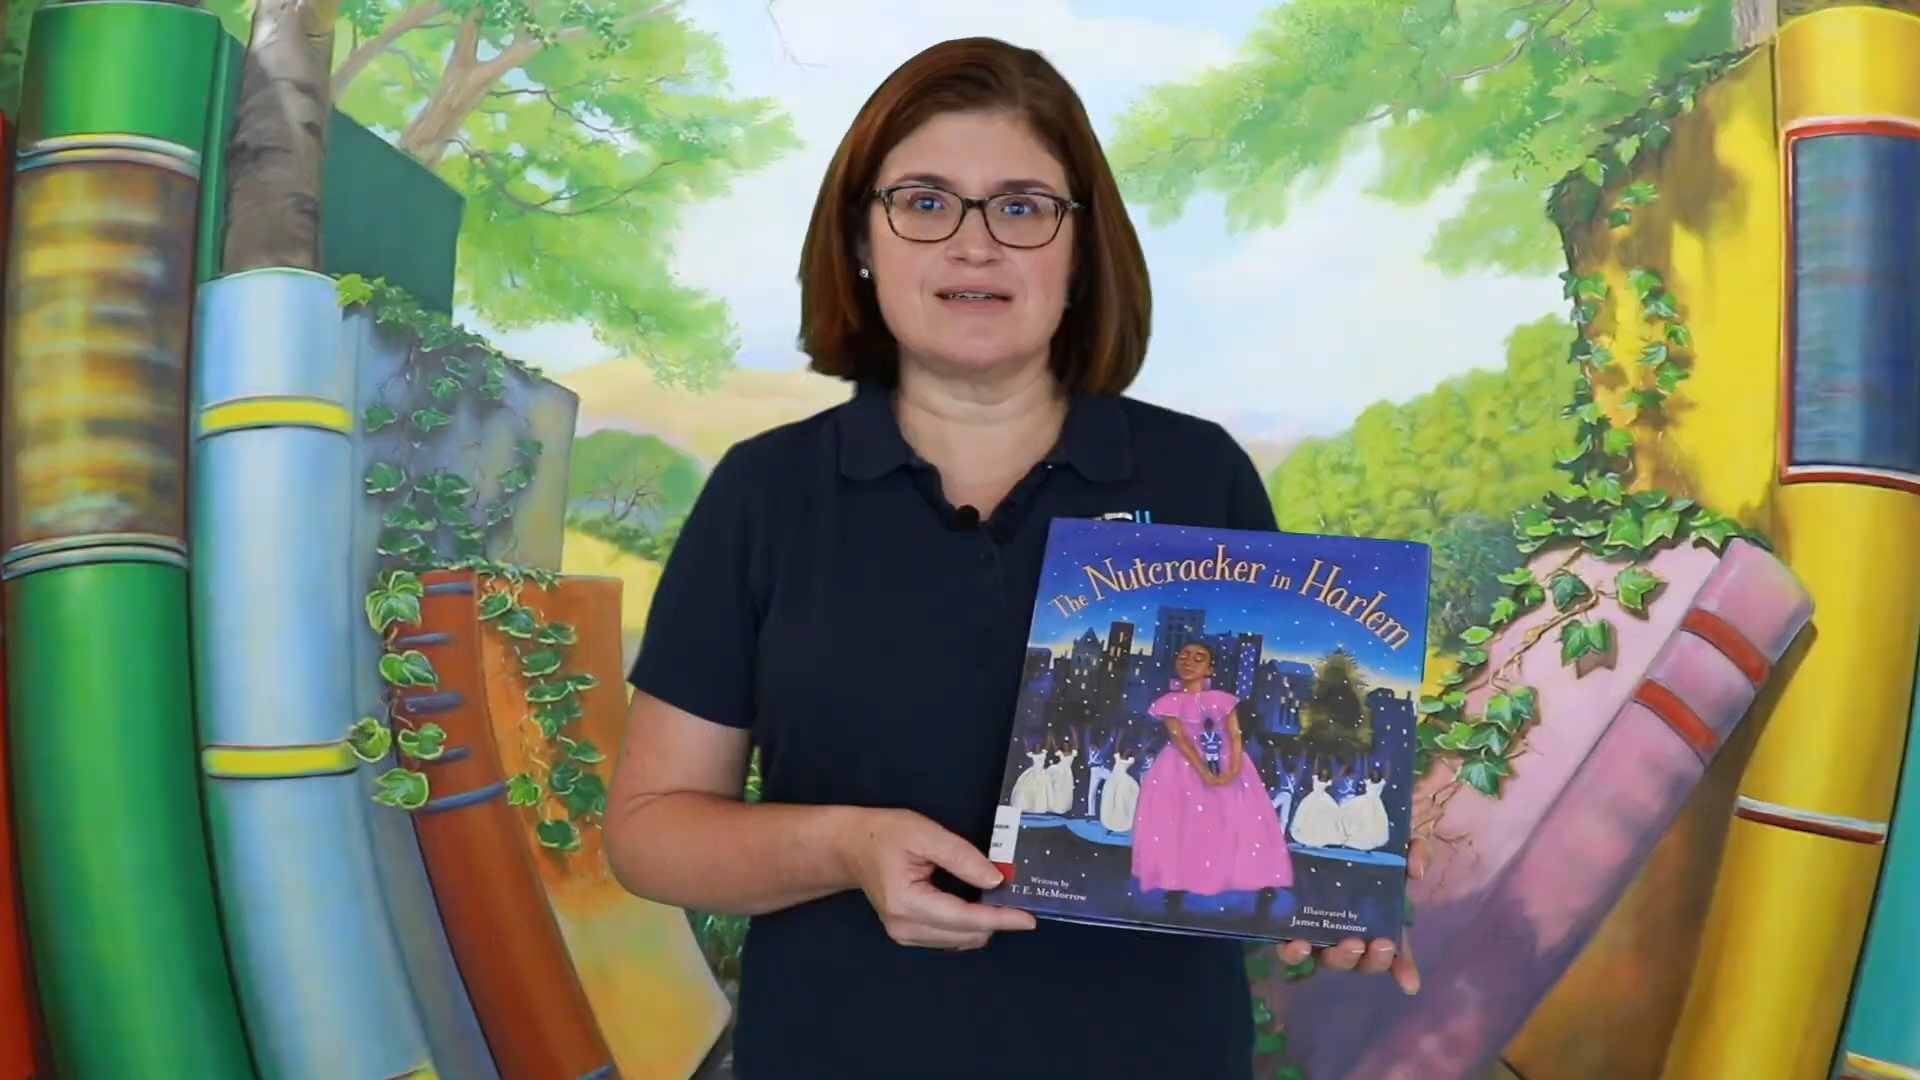 The Nutcracker in Harlem
Written by
T. E. McMorrow
Illustrated by
James Ransome